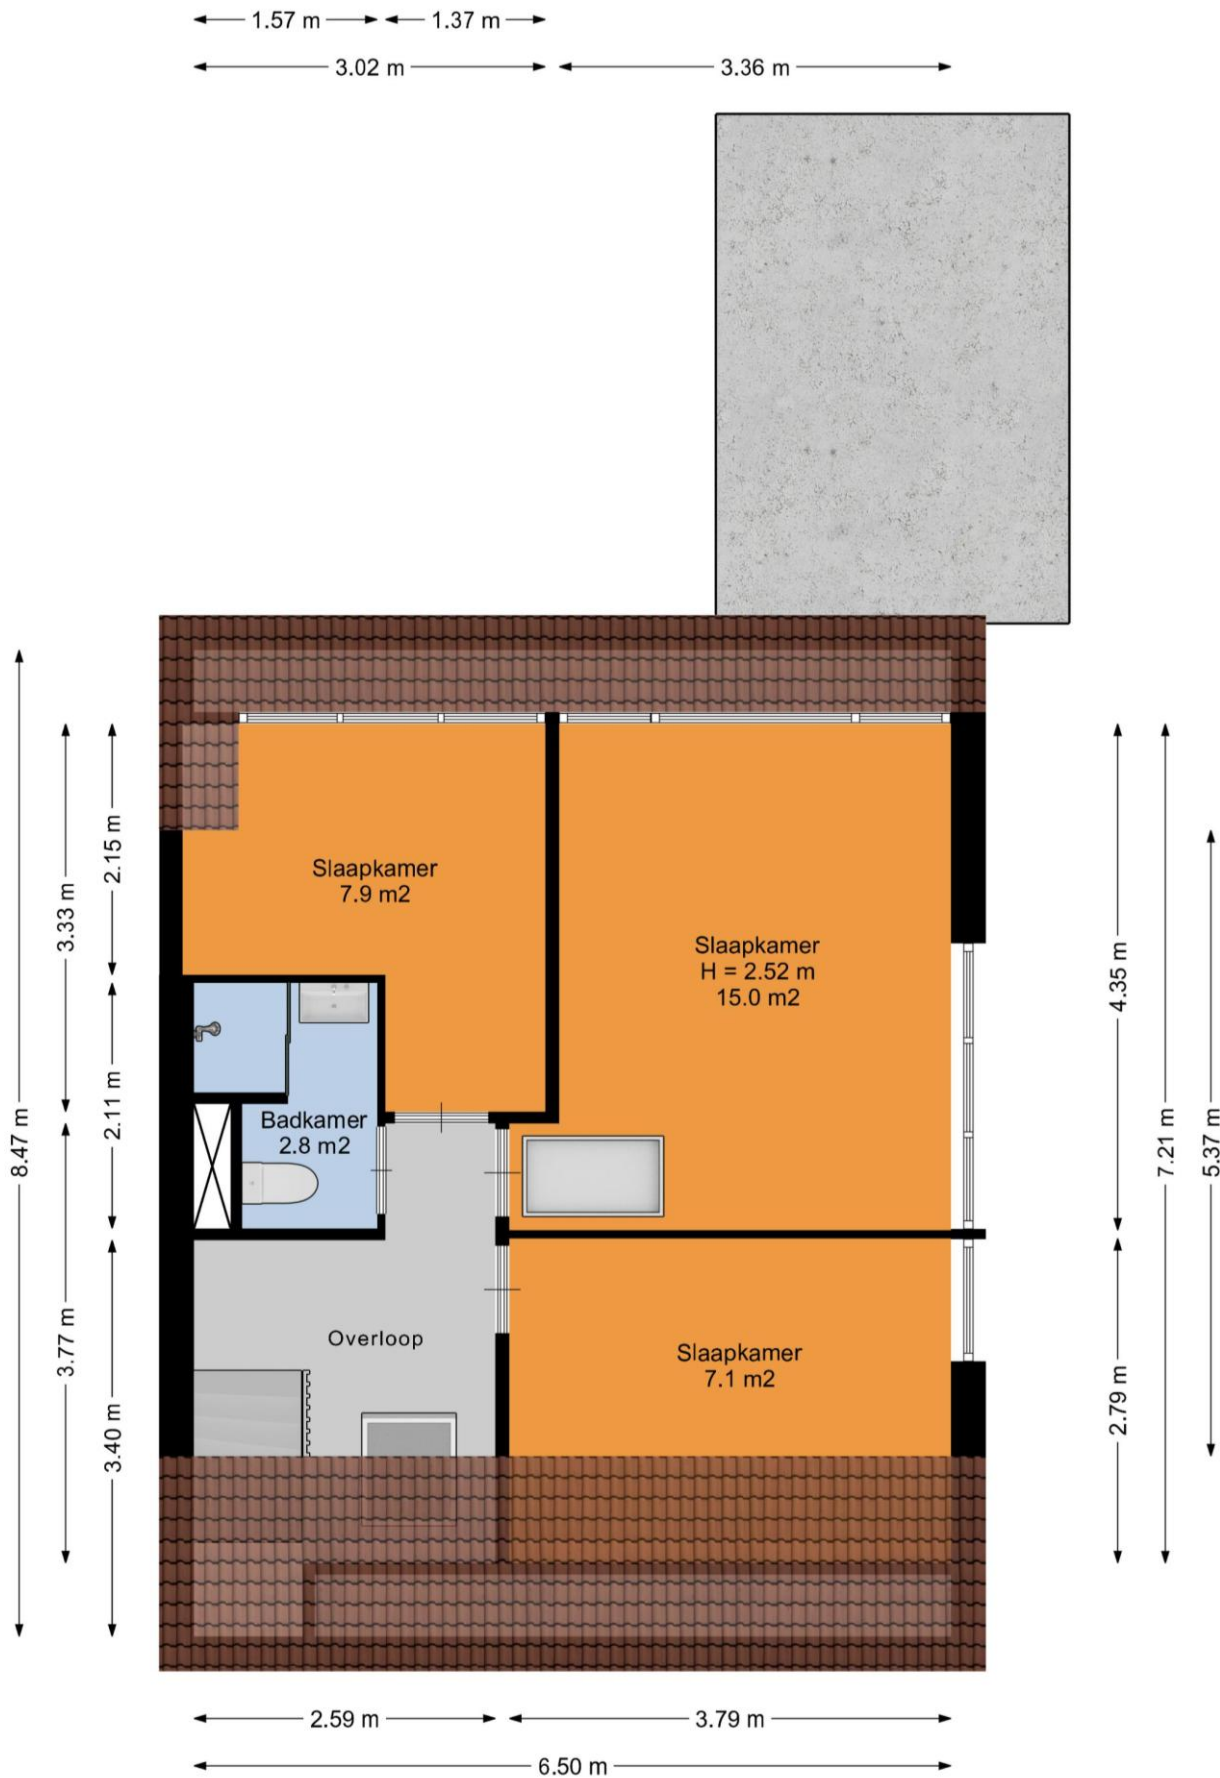 1.57 m
1.37 m
3.02 m
3.36 m
2.15 m
3.33 m
Slaapkamer
7.9 m2
Slaapkamer
H = 2.52 m
15.0 m2
4.35 m
2.11 m
8.47 m
Badkamer
2.8 m2
7.21 m
5.37 m
Overloop
3.77 m
Slaapkamer
7.1 m2
2.79 m
3.40 m
2.59 m
3.79 m
6.50 m